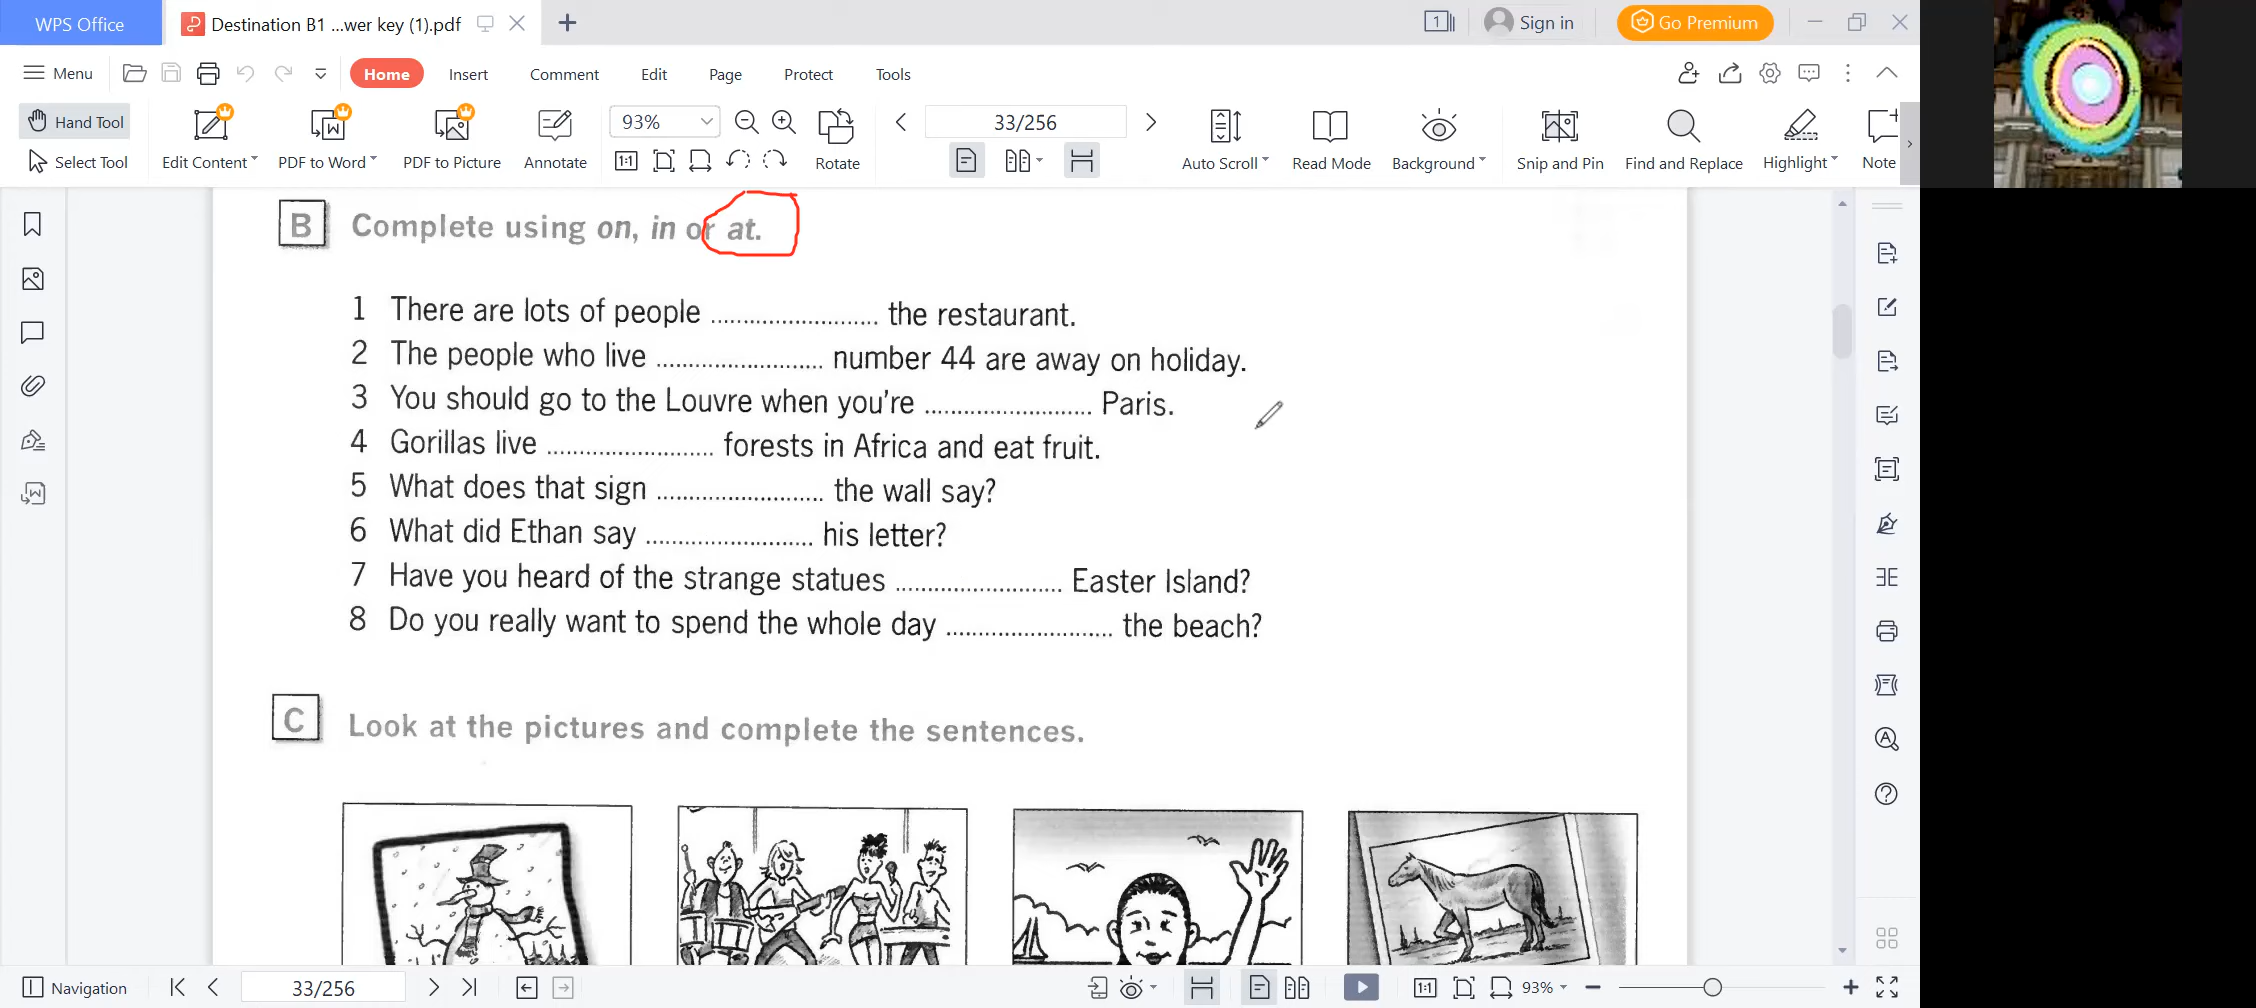 WPS Office
Destination B1 ...wer key (1).pdf
1
Sign in
Go Premium
Menu
Home
Insert
Comment
Edit
Page
Protect
Tools
Hand Tool
Select Tool
Edit Content
PDF to Word
PDF to Picture
Annotate
93%
1:1
Rotate
33/256
Auto Scroll
Read Mode
Background
Snip and Pin
Find and Replace
Highlight
Note
B Complete using on, in or at.
1 There are lots of people ........................ the restaurant.
2 The people who live ........................ number 44 are away on holiday.
3 You should go to the Louvre when you're ........................ Paris.
4 Gorillas live ........................ forests in Africa and eat fruit.
5 What does that sign ........................ the wall say?
6 What did Ethan say ........................ his letter?
7 Have you heard of the strange statues ........................ Easter Island?
8 Do you really want to spend the whole day ........................ the beach?
C Look at the pictures and complete the sentences.
Navigation
33/256
1:1
93%